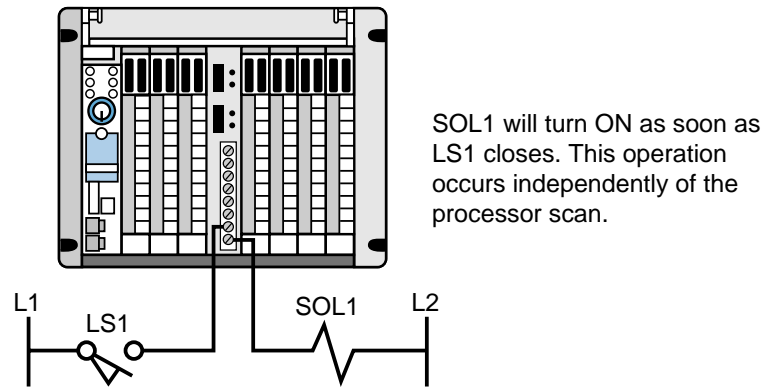 SOL1 will turn ON as soon as
LS1 closes. This operation
occurs independently of the
processor scan.
L1
LS1
SOL1
L2